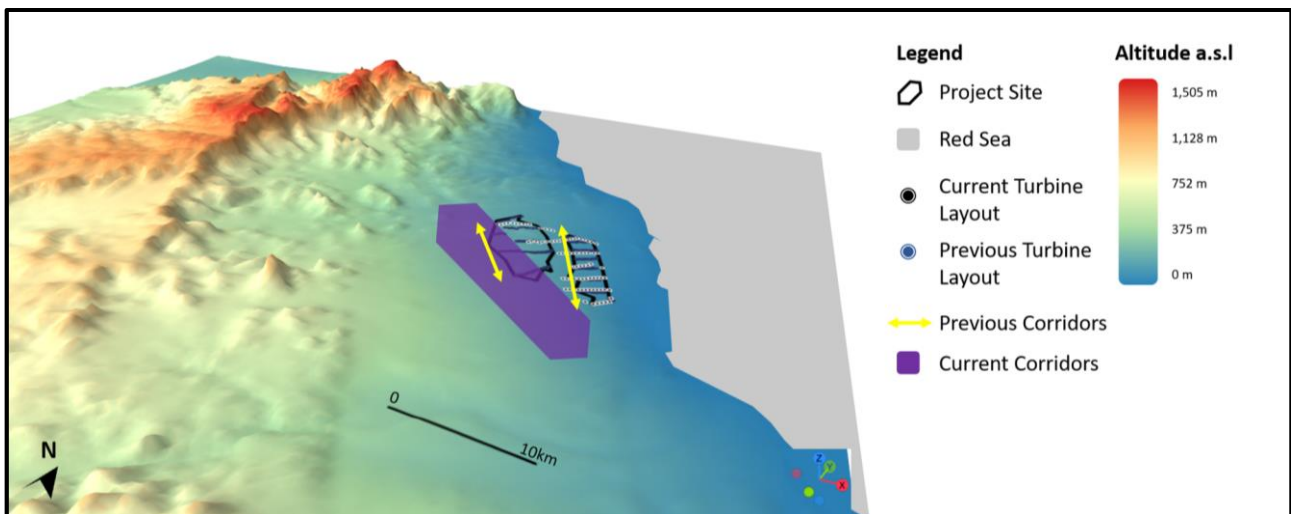 Legend
Project Site
Red Sea
Current Turbine
Layout
Previous Turbine
Layout
Previous Corridors
Current Corridors
Altitude a.s.l
1,505 m
1,128 m
752 m
375 m
0 m
0
10km
N
Z
Y
X